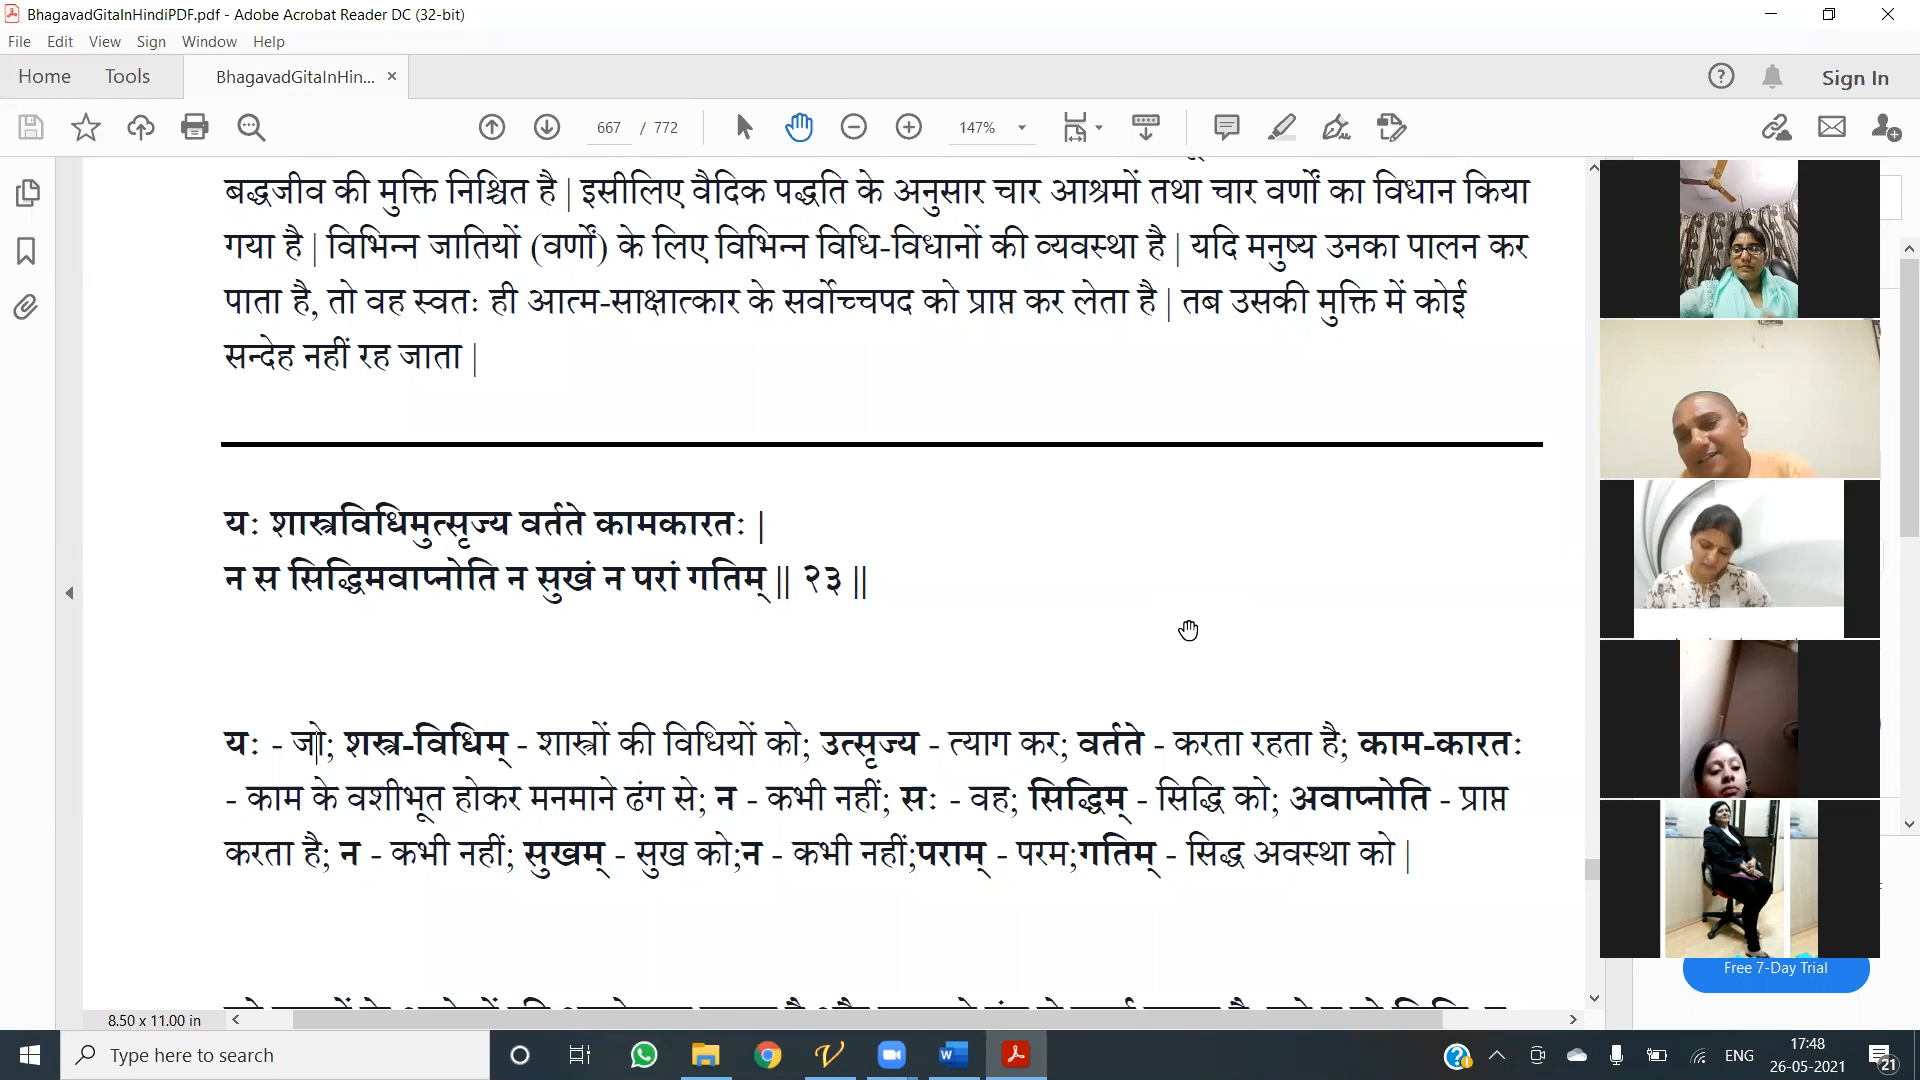 BhagavadGitaInHindiPDF.pdf - Adobe Acrobat Reader DC (32-bit)
File Edit View Sign Window Help
Home Tools BhagavadGitaInHin... × Sign In
667 / 772 147%
बद्धजीव की मुक्ति निश्चित है | इसीलिए वैदिक पद्धति के अनुसार चार आश्रमों तथा चार वर्णों का विधान किया
गया है | विभिन्न जातियों (वर्णों) के लिए विभिन्न विधि-विधानों की व्यवस्था है | यदि मनुष्य उनका पालन कर
पाता है, तो वह स्वतः ही आत्म-साक्षात्कार के सर्वोच्चपद को प्राप्त कर लेता है | तब उसकी मुक्ति में कोई
सन्देह नहीं रह जाता |
यः शास्त्रविधिमुत्सृज्य वर्तते कामकारतः |
न स सिद्धिमवाप्नोति न सुखं न परां गतिम् || २३ ||
यः - जो; शस्त्र-विधिम् - शास्त्रों की विधियों को; उत्सृज्य - त्याग कर; वर्तते - करता रहता है; काम-कारतः
- काम के वशीभूत होकर मनमाने ढंग से; न - कभी नहीं; सः - वह; सिद्धिम् - सिद्धि को; अवाप्नोति - प्राप्त
करता है; न - कभी नहीं; सुखम् - सुख को;न - कभी नहीं;पराम् - परम;गतिम् - सिद्ध अवस्था को |
Free 7-Day Trial
8.50 x 11.00 in
Type here to search
ENG
17:48
26-05-2021
21